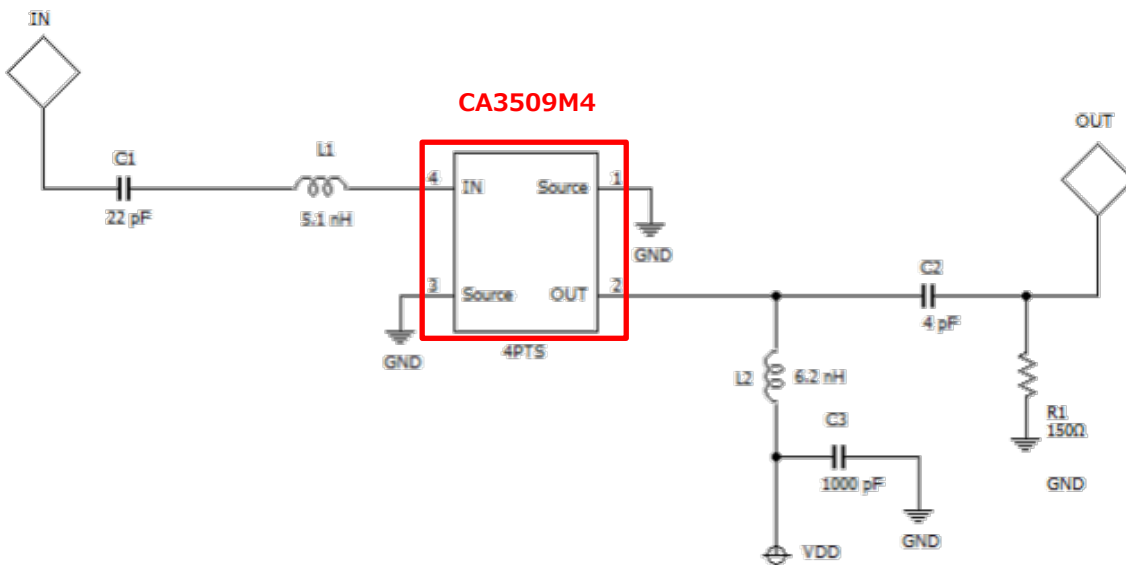 IN
CA3509M4
OUT
C1
L1
4
IN
Source
1
22 pF
5.1 nH
GND
C2
3
Source
OUT
2
4 pF
GND
4PTS
L2
6.2 nH
C3
R1
150Ω
1000 pF
GND
GND
VDD